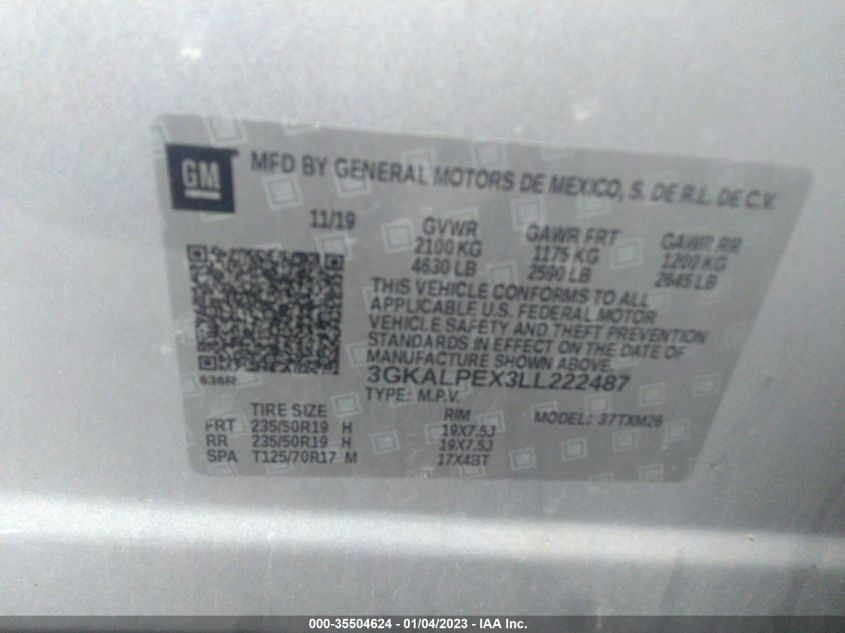 GM
MFD BY GENERAL MOTORS DE MEXICO, S. DE R.L. DE C.V.
11/19 GVWR GAWR FRT GAWR RR
2100 KG 1175 KG 1200 KG
4630 LB 2590 LB 2645 LB
THIS VEHICLE CONFORMS TO ALL
APPLICABLE U.S. FEDERAL MOTOR
VEHICLE SAFETY AND THEFT PREVENTION
STANDARDS IN EFFECT ON THE DATE OF
MANUFACTURE SHOWN ABOVE.
636R 3GKALPEX3LL222487
TYPE: M.P.V.
TIRE SIZE RIM MODEL: 37TXM26
FRT 235/50R19 H 19X7.5J
RR 235/50R19 H 19X7.5J
SPA T125/70R17 M 17X4BT
000-35504624 - 01/04/2023 - IAA Inc.